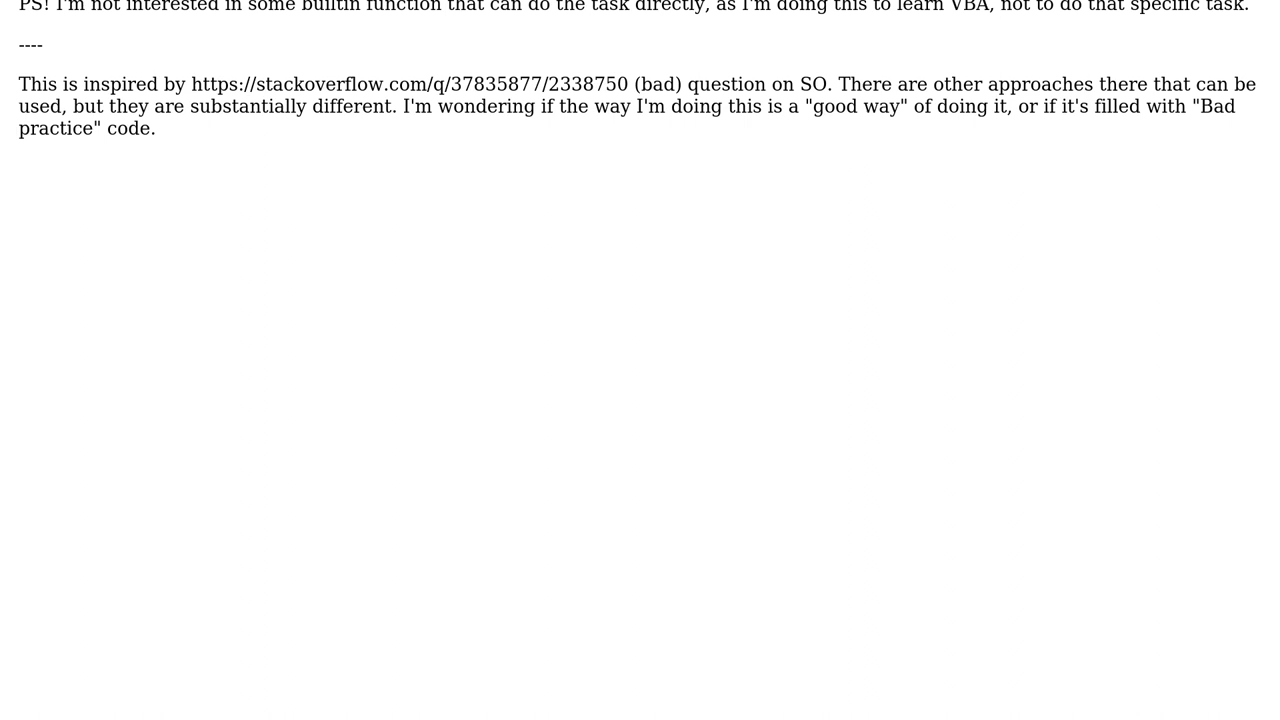 PS! I'm not interested in some builtin function that can do the task directly, as I'm doing this to learn VBA, not to do that specific task.
----
This is inspired by https://stackoverflow.com/q/37835877/2338750 (bad) question on SO. There are other approaches there that can be
used, but they are substantially different. I'm wondering if the way I'm doing this is a "good way" of doing it, or if it's filled with "Bad
practice" code.